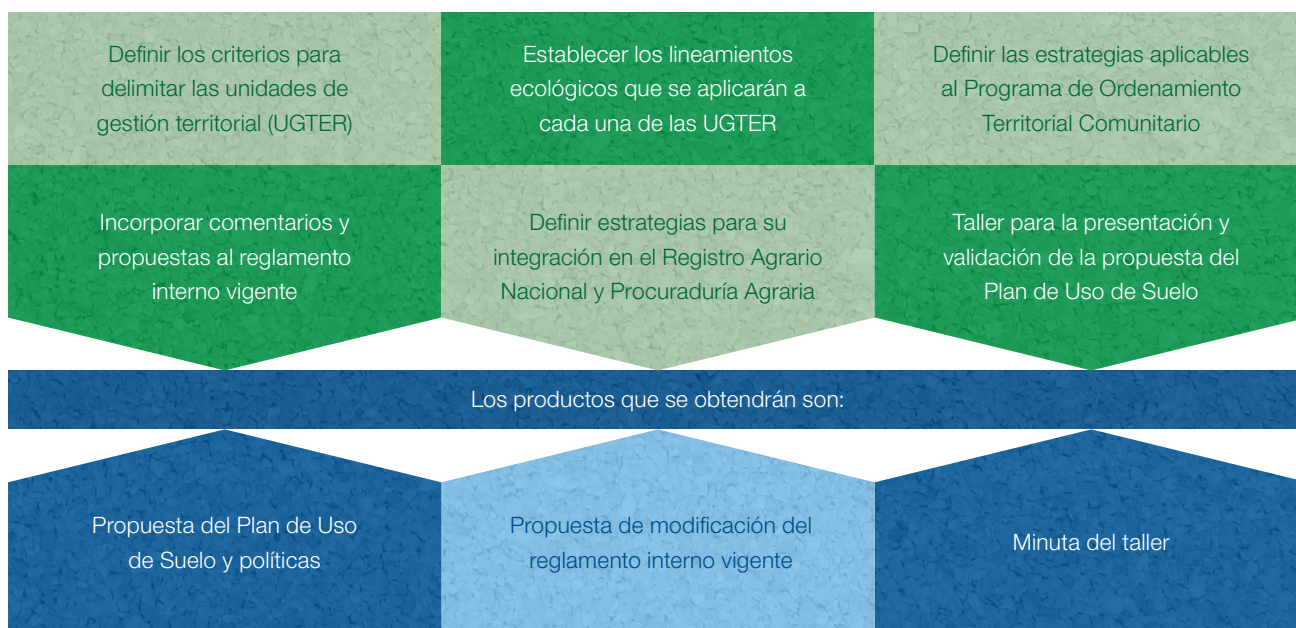 Definir los criterios para
delimitar las unidades de
gestión territorial (UGTER)
Establecer los lineamientos
ecológicos que se aplicarán a
cada una de las UGTER
Definir las estrategias aplicables
al Programa de Ordenamiento
Territorial Comunitario
Incorporar comentarios y
propuestas al reglamento
interno vigente
Definir estrategias para su
integración en el Registro Agrario
Nacional y Procuraduría Agraria
Taller para la presentación y
validación de la propuesta del
Plan de Uso de Suelo
Los productos que se obtendrán son:
Propuesta del Plan de Uso
de Suelo y políticas
Propuesta de modificación del
reglamento interno vigente
Minuta del taller